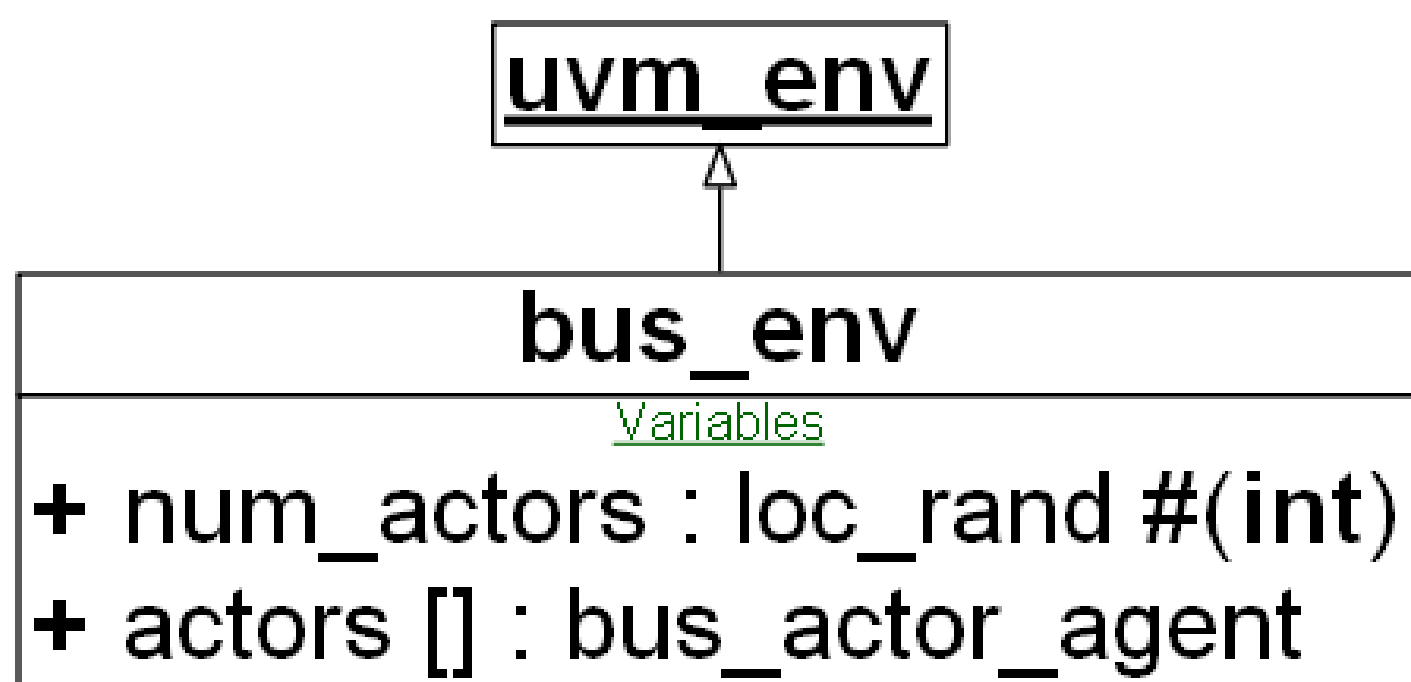 uvm_env
bus_env
Variables
+ num_actors : loc_rand #(int)
+ actors [] : bus_actor_agent